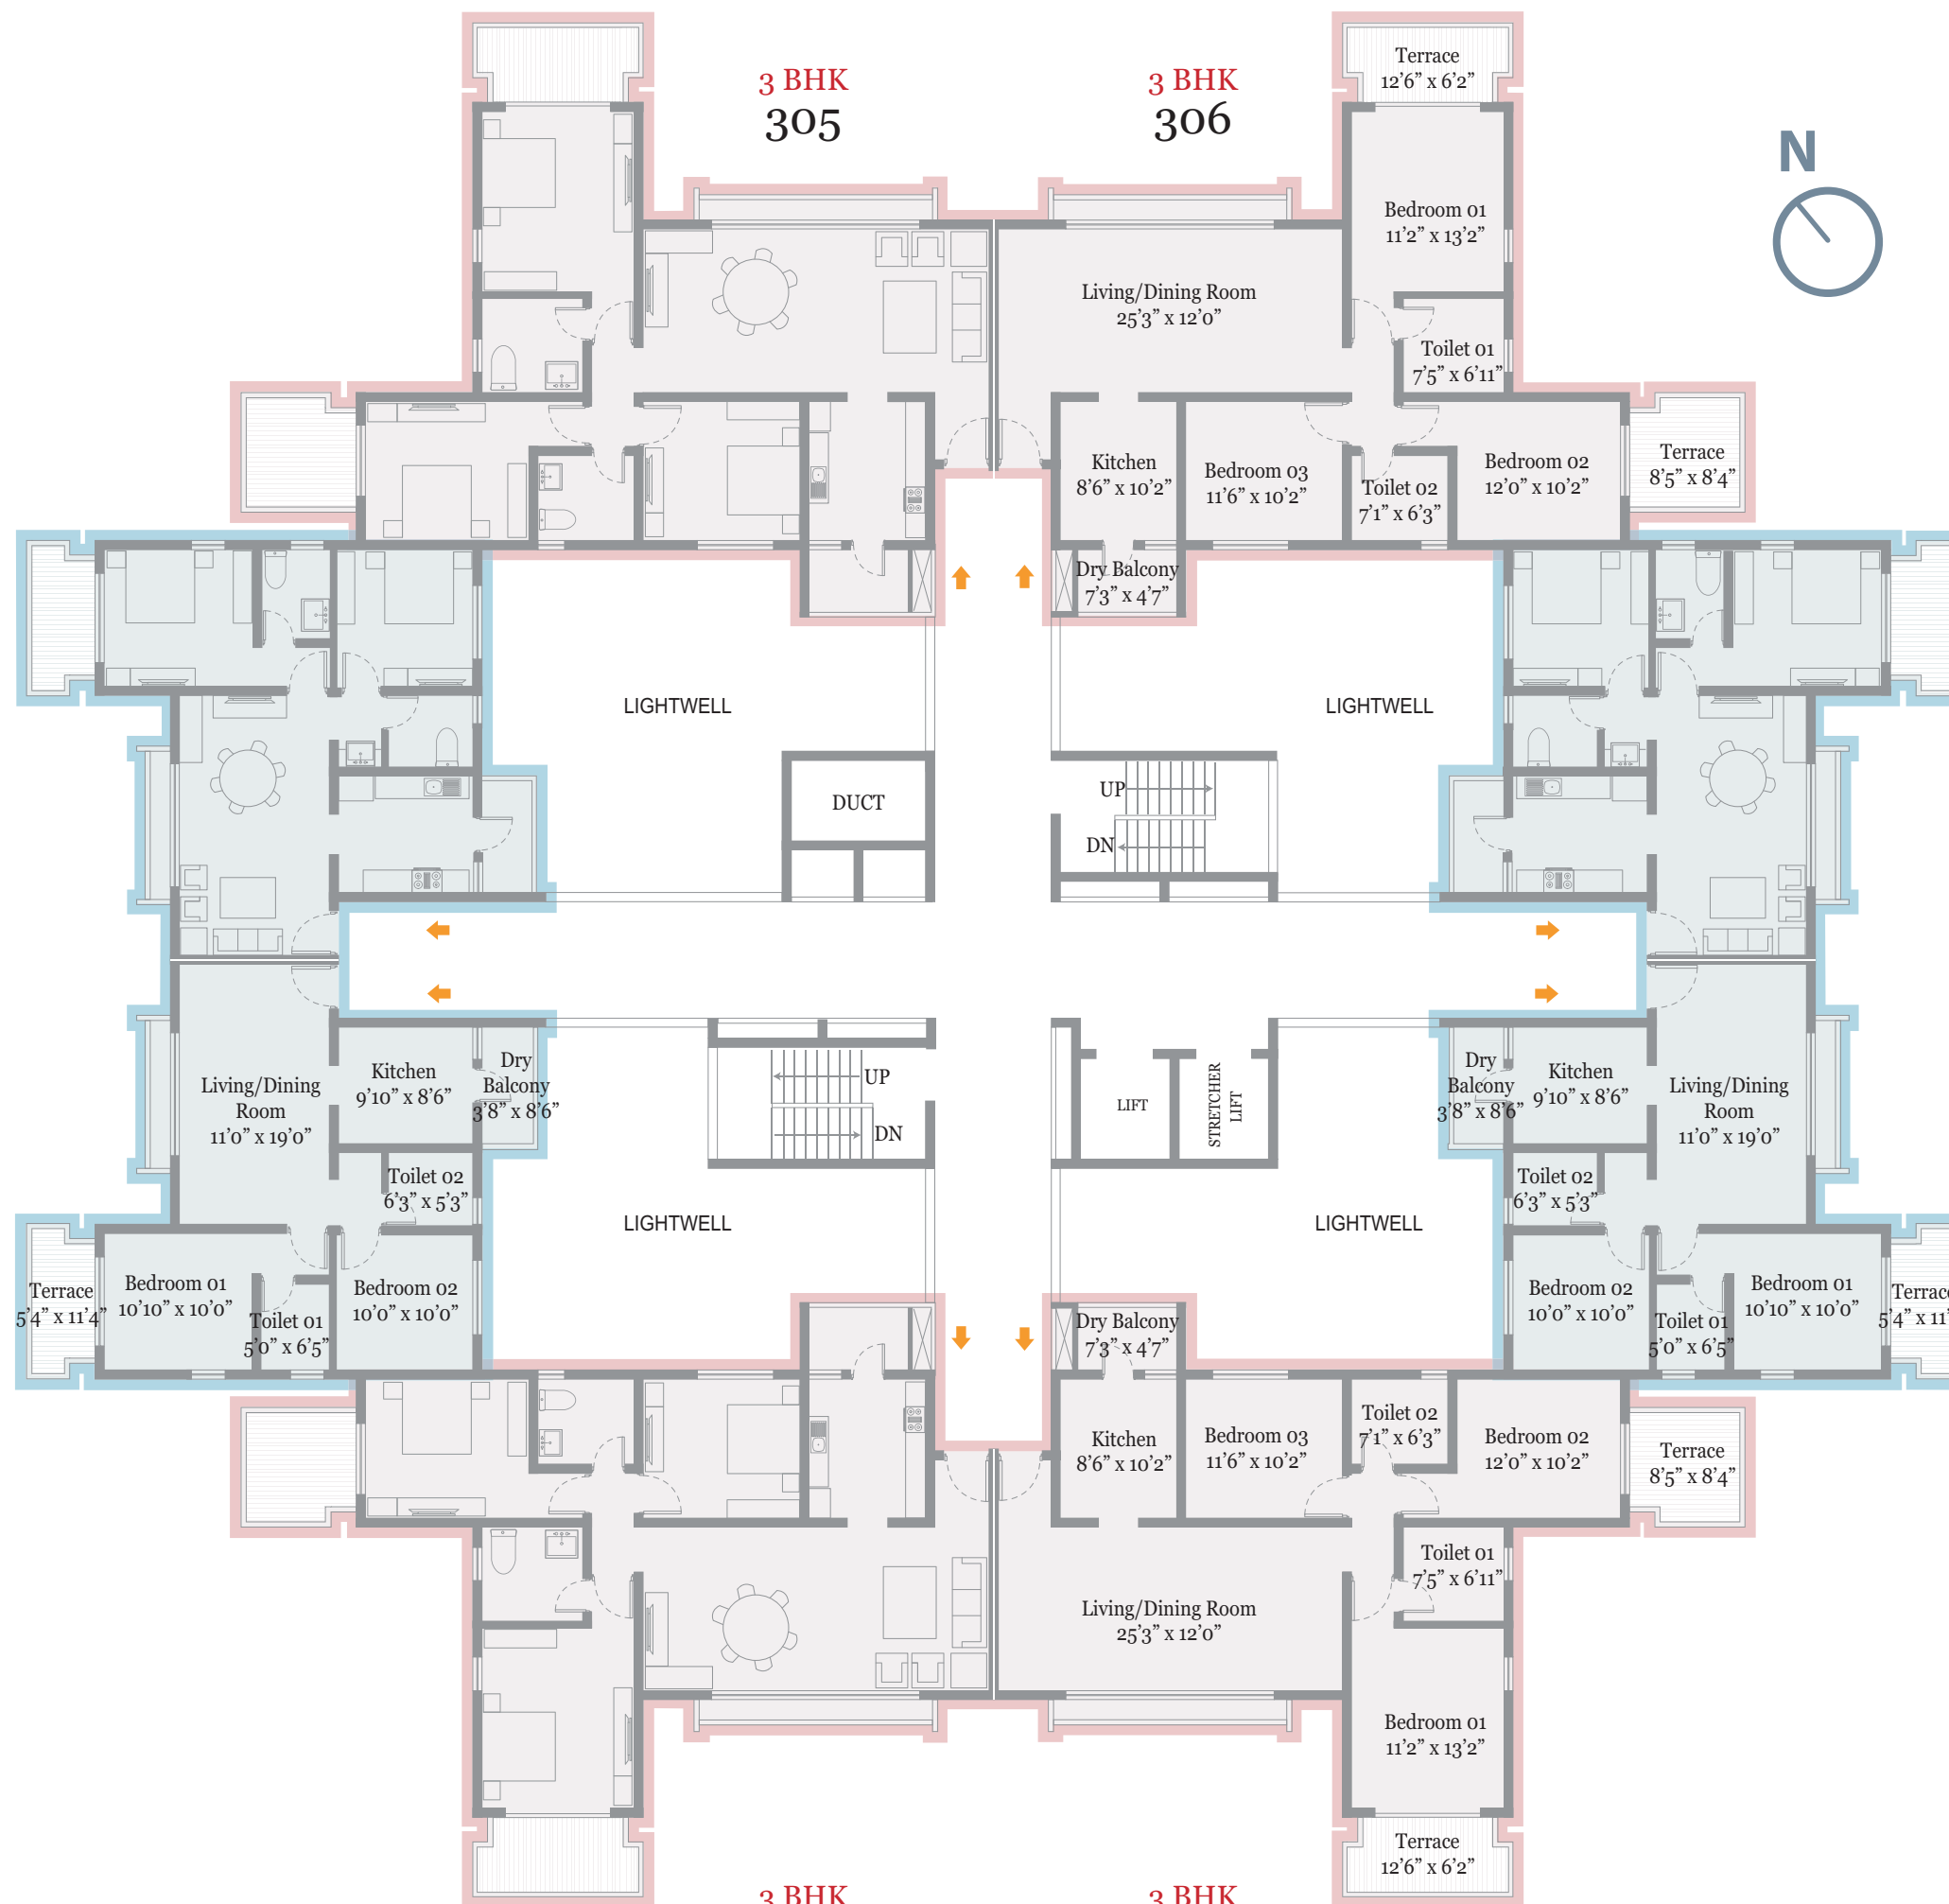 3 BHK
305
3 BHK
306
Terrace
12’6” x 6’2”
N
Bedroom 01
11’2” x 13’2”
Living/Dining Room
25’3” x 12’0”
Toilet 01
7’5” x 6’11”
Kitchen
8’6” x 10’2”
Bedroom 03
11’6” x 10’2”
Toilet 02
7’1” x 6’3”
Bedroom 02
12’0” x 10’2”
Terrace
8’5” x 8’4”
Dry Balcony
7’3” x 4’7”
LIGHTWELL
LIGHTWELL
DUCT
UP
DN
Living/Dining
Room
11’0” x 19’0”
Kitchen
9’10” x 8’6”
Dry
Balcony
3’8” x 8’6”
UP
DN
LIFT
STRETCHER
LIFT
Dry
Balcony
3’8” x 8’6”
Kitchen
9’10” x 8’6”
Living/Dining
Room
11’0” x 19’0”
Toilet 02
6’3” x 5’3”
Toilet 02
6’3” x 5’3”
LIGHTWELL
LIGHTWELL
Terrace
5’4” x 11’4”
Bedroom 01
10’10” x 10’0”
Toilet 01
5’0” x 6’5”
Bedroom 02
10’0” x 10’0”
Bedroom 02
10’0” x 10’0”
Toilet 01
5’0” x 6’5”
Bedroom 01
10’10” x 10’0”
Terrace
5’4” x 11’
Dry Balcony
7’3” x 4’7”
Kitchen
8’6” x 10’2”
Bedroom 03
11’6” x 10’2”
Toilet 02
7’1” x 6’3”
Bedroom 02
12’0” x 10’2”
Terrace
8’5” x 8’4”
Toilet 01
7’5” x 6’11”
Living/Dining Room
25’3” x 12’0”
Bedroom 01
11’2” x 13’2”
Terrace
12’6” x 6’2”
3 BHK
3 BHK